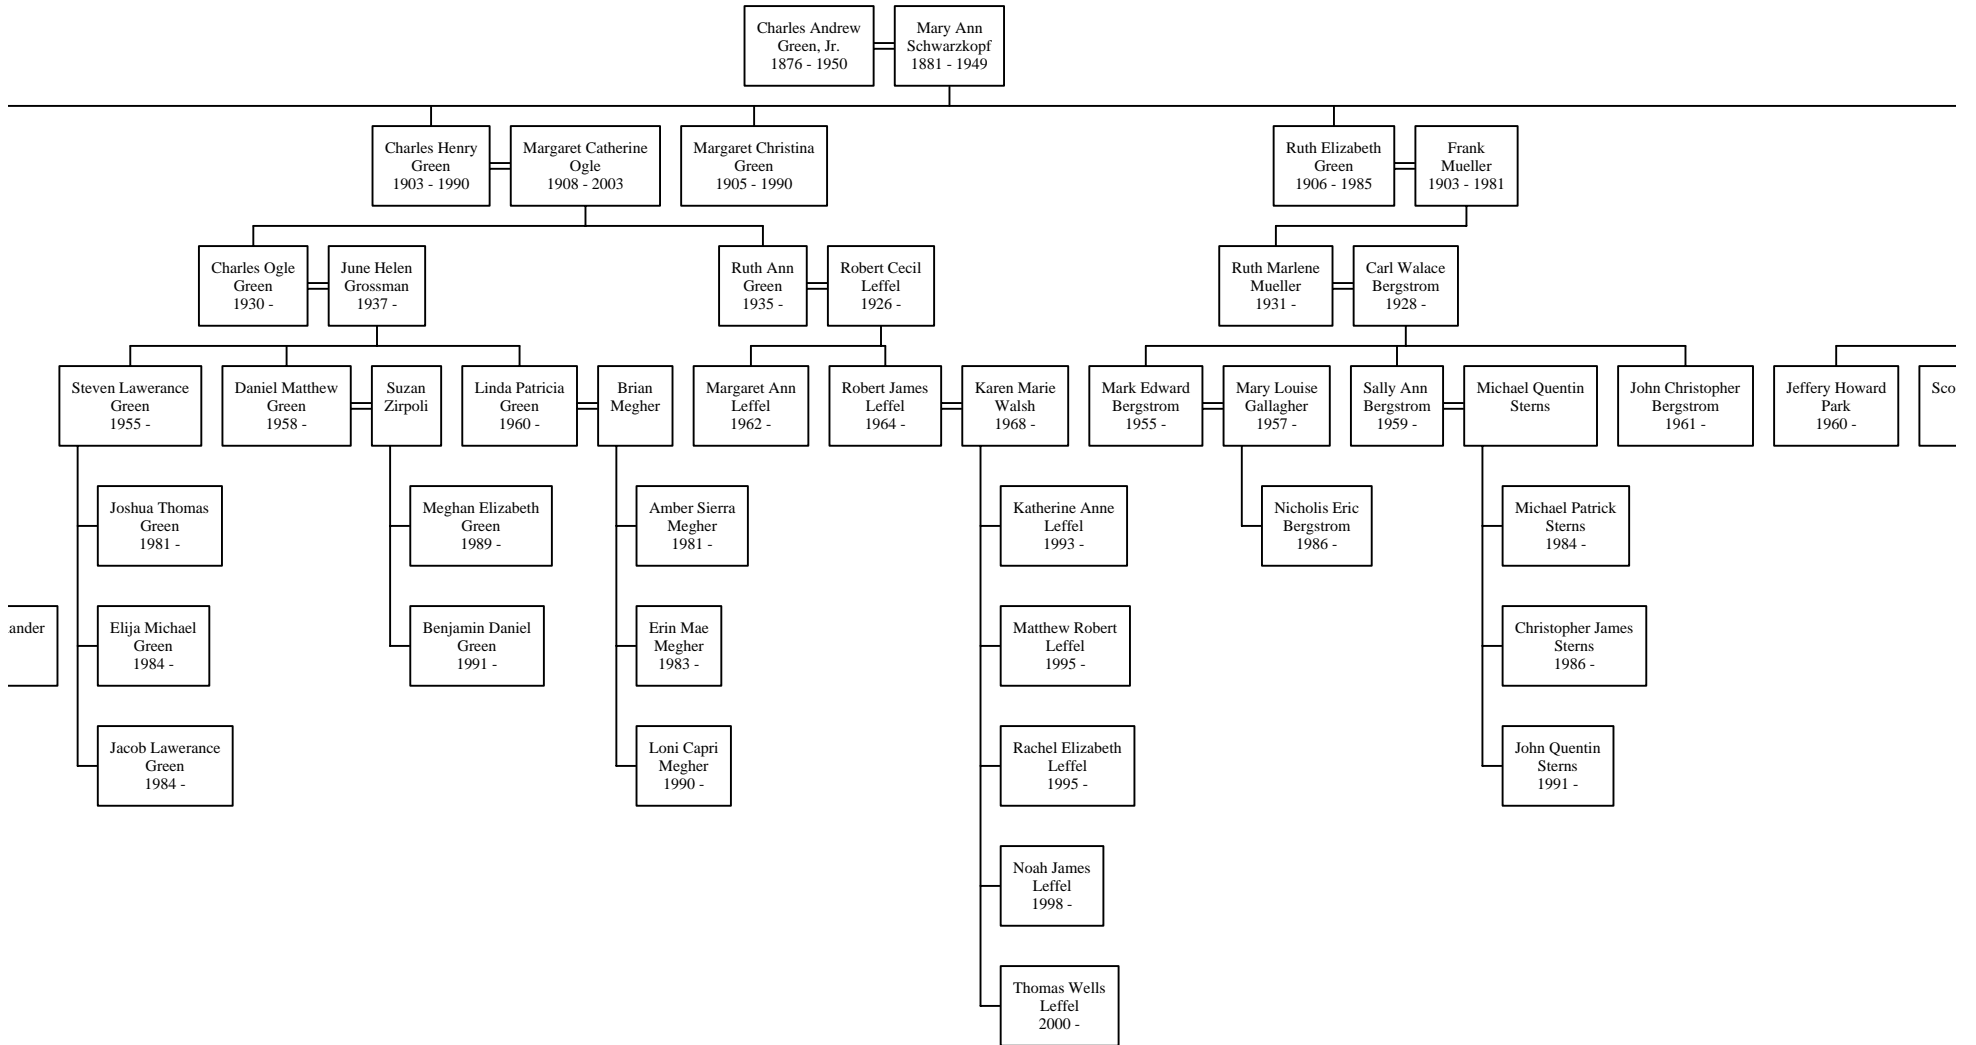 Charles Andrew
Green, Jr.
1876 - 1950
Mary Ann
Schwarzkopf
1881 - 1949
Charles Henry
Green
1903 - 1990
Margaret Catherine
Ogle
1908 - 2003
Margaret Christina
Green
1905 - 1990
Ruth Elizabeth
Green
1906 - 1985
Frank
Mueller
1903 - 1981
Charles Ogle
Green
1930 -
June Helen
Grossman
1937 -
Ruth Ann
Green
1935 -
Robert Cecil
Leffel
1926 -
Ruth Marlene
Mueller
1931 -
Carl Walace
Bergstrom
1928 -
Steven Lawerance
Green
1955 -
Daniel Matthew
Green
1958 -
Suzan
Zirpoli
Linda Patricia
Green
1960 -
Brian
Megher
Margaret Ann
Leffel
1962 -
Robert James
Leffel
1964 -
Karen Marie
Walsh
1968 -
Mark Edward
Bergstrom
1955 -
Mary Louise
Gallagher
1957 -
Sally Ann
Bergstrom
1959 -
Michael Quentin
Sterns
John Christopher
Bergstrom
1961 -
Jeffery Howard
Park
1960 -
Sco
Joshua Thomas
Green
1981 -
Meghan Elizabeth
Green
1989 -
Amber Sierra
Megher
1981 -
Katherine Anne
Leffel
1993 -
Nicholis Eric
Bergstrom
1986 -
Michael Patrick
Sterns
1984 -
ander
Elija Michael
Green
1984 -
Benjamin Daniel
Green
1991 -
Erin Mae
Megher
1983 -
Matthew Robert
Leffel
1995 -
Christopher James
Sterns
1986 -
Jacob Lawerance
Green
1984 -
Loni Capri
Megher
1990 -
Rachel Elizabeth
Leffel
1995 -
John Quentin
Sterns
1991 -
Noah James
Leffel
1998 -
Thomas Wells
Leffel
2000 -